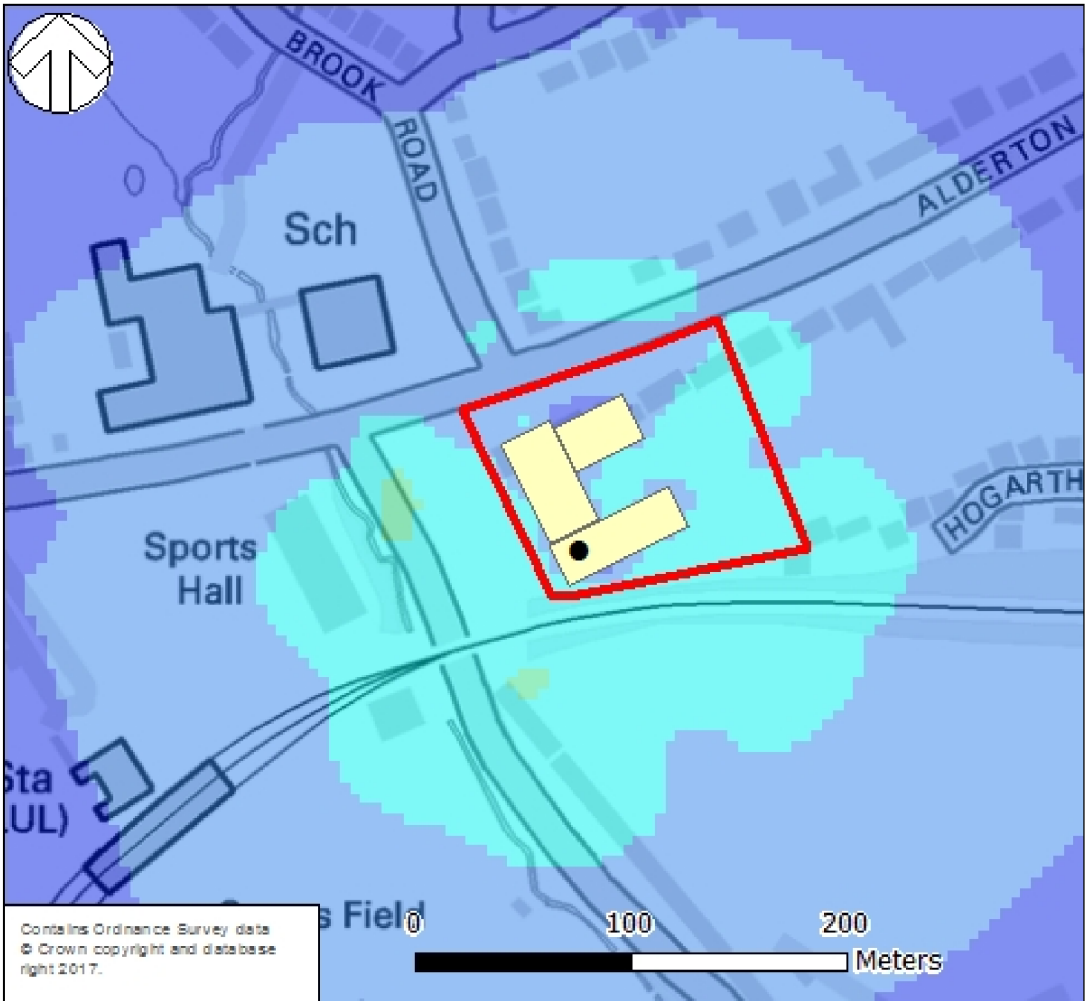 BROOK
ROAD
ALDERTON
Sch
HOGARTH
Sports
Hall
Sta
UL)
s Field
0 100 200
Meters
Contains Ordnance Survey data
© Crown copyright and database
right 2017.